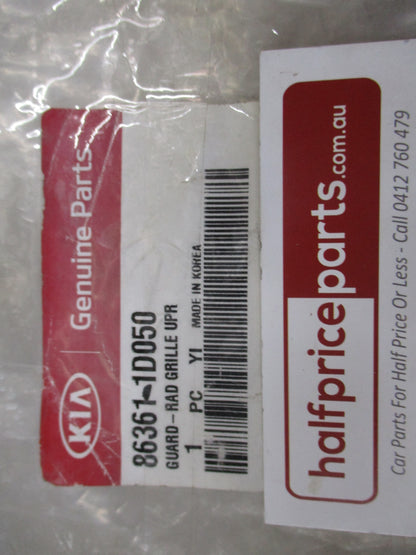 KIA
Genuine Parts
86361-1D050
GUARD-RAD GRILLE UPR
1 PC YI MADE IN KOREA
halfpriceparts.com.au
Car Parts For Half Price Or Less - Call 0412 760 479